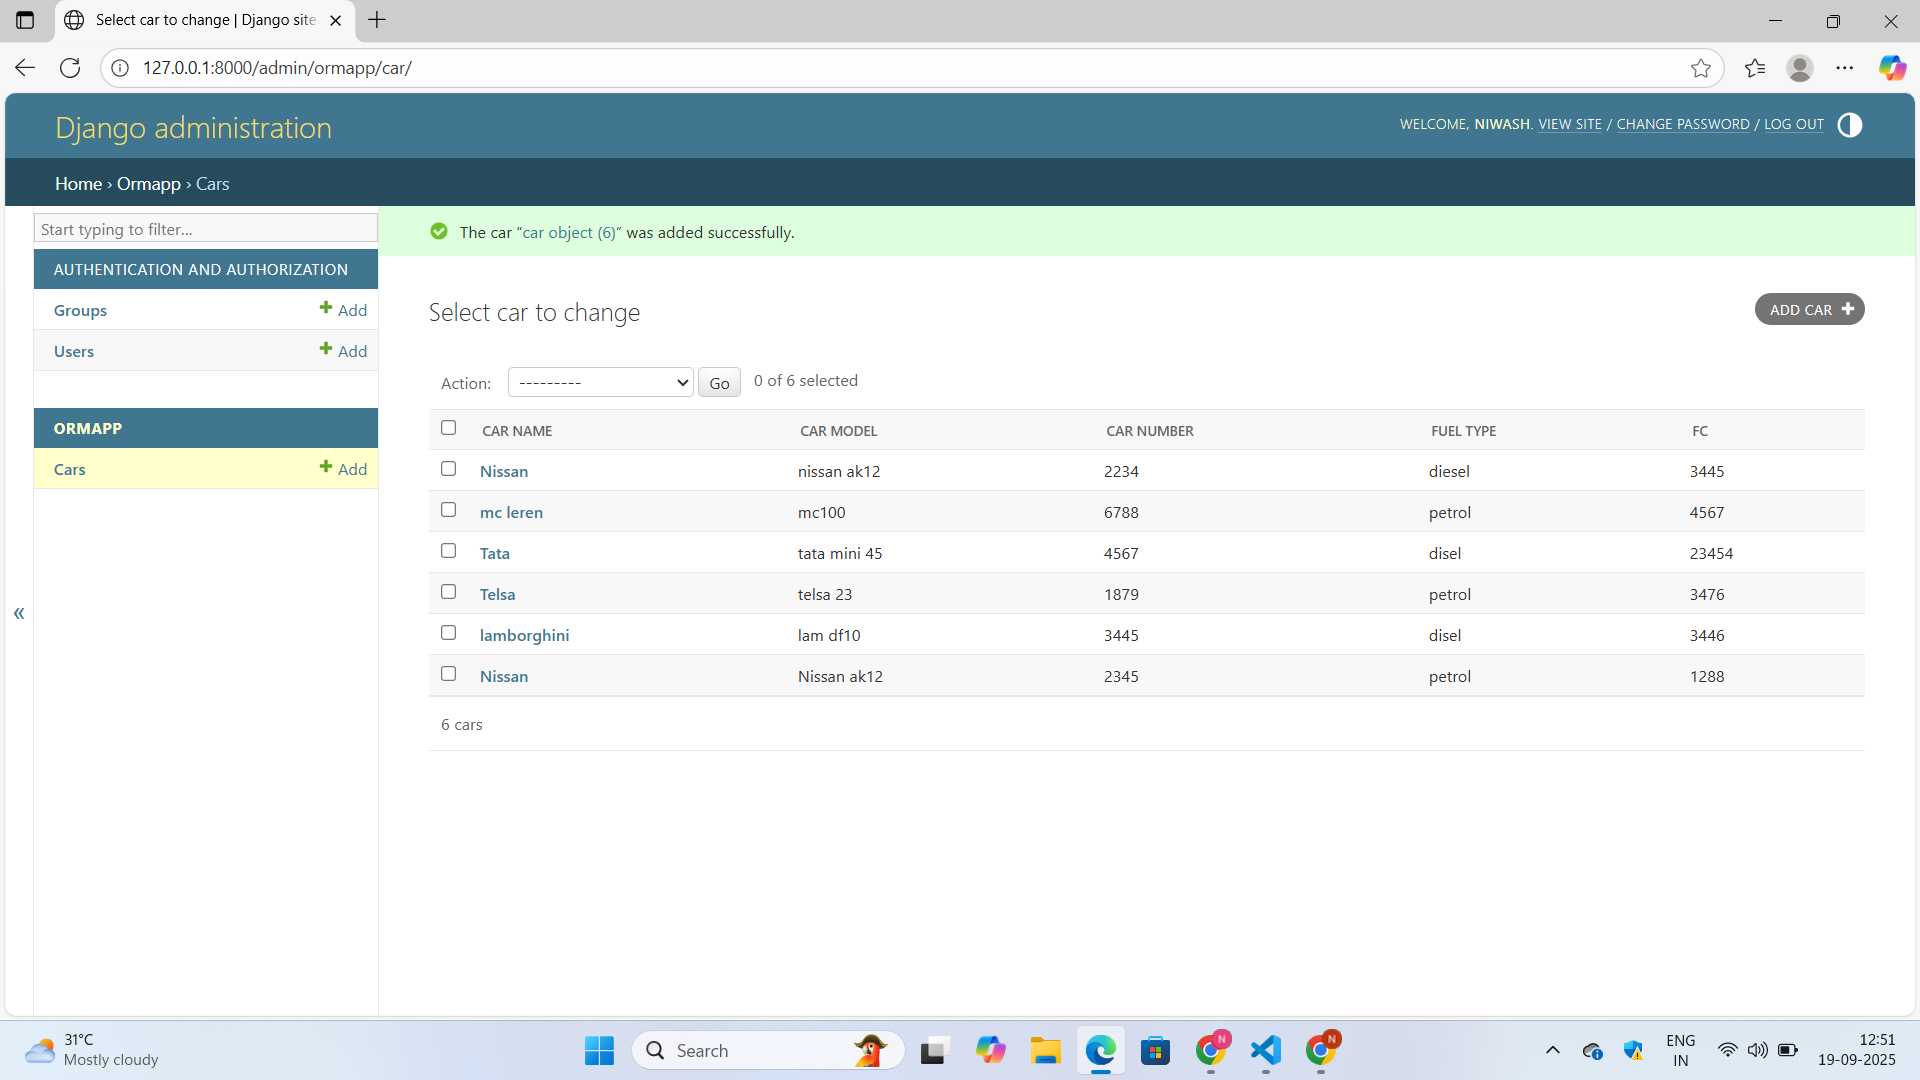 Select car to change | Django site
127.0.0.1:8000/admin/ormapp/car/
Django administration
WELCOME, NIWASH. VIEW SITE / CHANGE PASSWORD / LOG OUT
Home › Ormapp › Cars
Start typing to filter...
AUTHENTICATION AND AUTHORIZATION
Groups Add
Users Add
ORMAPP
Cars Add
«
The car “car object (6)” was added successfully.
Select car to change
ADD CAR
Action: --------- Go 0 of 6 selected
CAR NAME CAR MODEL CAR NUMBER FUEL TYPE FC
Nissan nissan ak12 2234 diesel 3445
mc leren mc100 6788 petrol 4567
Tata tata mini 45 4567 disel 23454
Telsa telsa 23 1879 petrol 3476
lamborghini lam df10 3445 disel 3446
Nissan Nissan ak12 2345 petrol 1288
6 cars
31°C
Mostly cloudy
Search
N
N
ENG
IN
12:51
19-09-2025